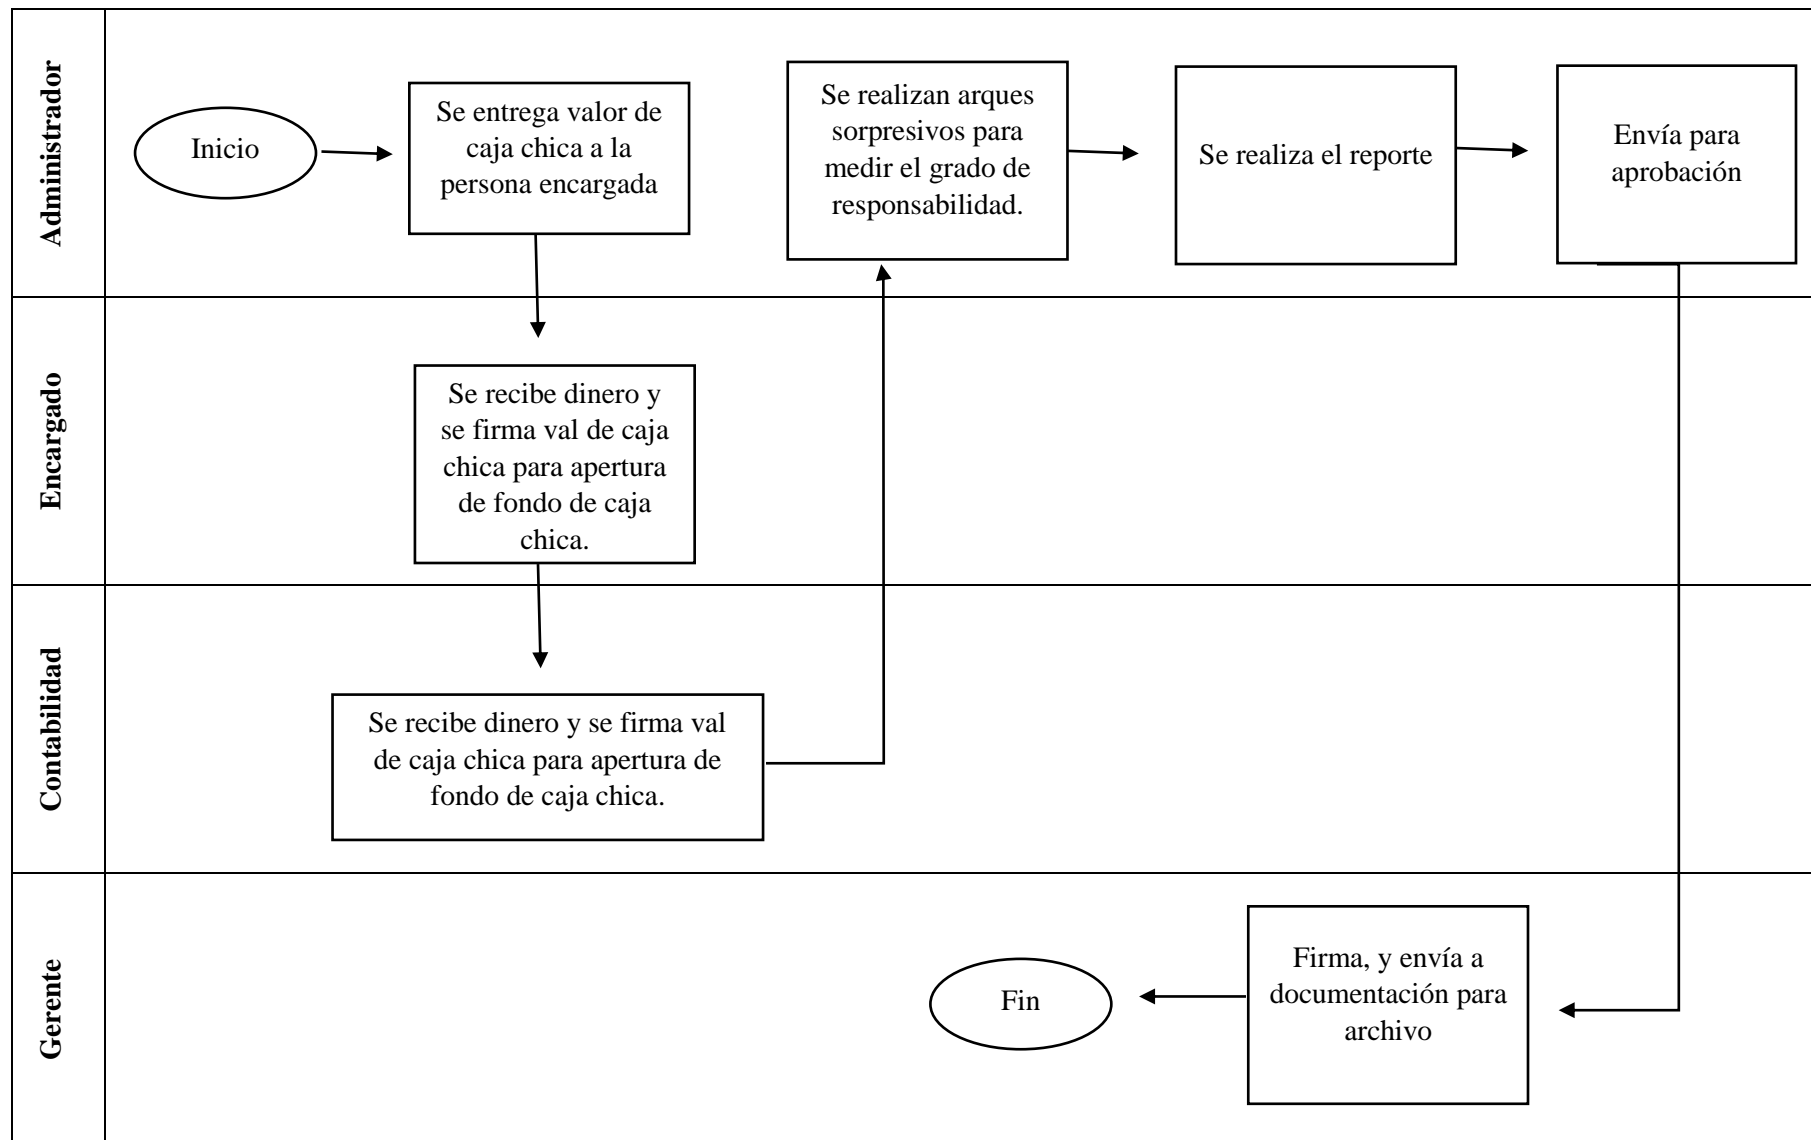 Administrador
Inicio
Se entrega valor de
caja chica a la
persona encargada
Se realizan arques
sorpresivos para
medir el grado de
responsabilidad.
Se realiza el reporte
Envía para
aprobación
Encargado
Se recibe dinero y
se firma val de caja
chica para apertura
de fondo de caja
chica.
Contabilidad
Se recibe dinero y se firma val
de caja chica para apertura de
fondo de caja chica.
Gerente
Fin
Firma, y envía a
documentación para
archivo